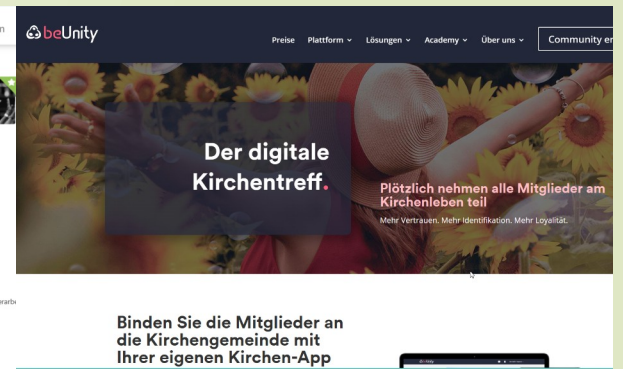 beUnity
Preise Plattform Lösungen Academy Über uns
Der digitale
Kirchentreff.
Plötzlich nehmen alle Mitglieder am
Kirchenleben teil
Mehr Vertrauen. Mehr Identifikation. Mehr Loyalität.
Binden Sie die Mitglieder an
die Kirchengemeinde mit
Ihrer eigenen Kirchen-App